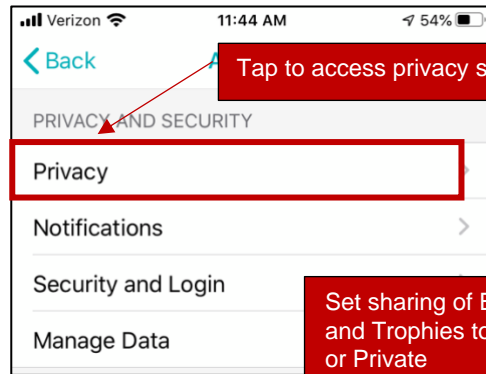 Verizon 11:44 AM 54%
Back
Tap to access privacy
PRIVACY AND SECURITY
Privacy
Notifications
Security and Login
Set sharing of
Manage Data
and Trophies to
or Private